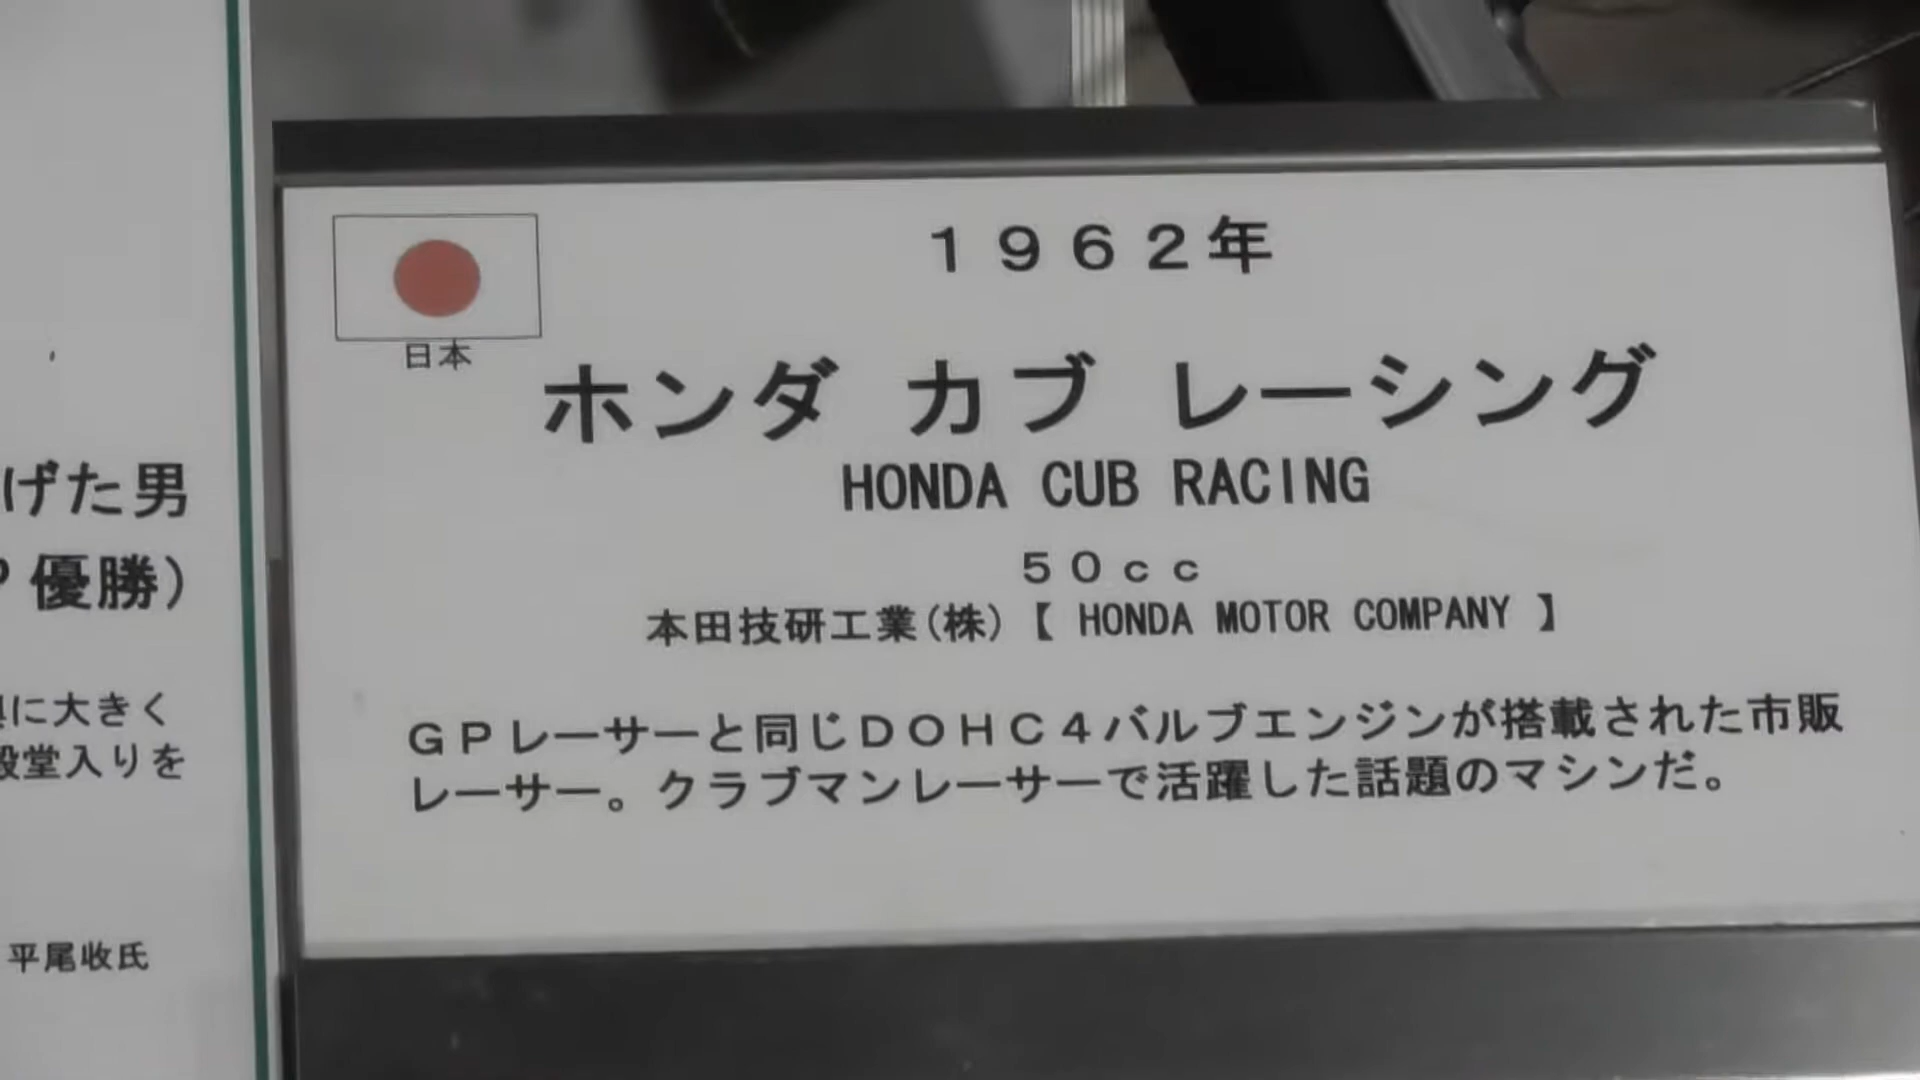 げた男
優勝)
に大きく
堂入りを
平尾收氏
日本
1962年
ホンダ カブ レーシング
HONDA CUB RACING
50cc
本田技研工業(株)【 HONDA MOTOR COMPANY 】
GPレーサーと同じDOHC4バルブエンジンが搭載された市販
レーサー。クラブマンレーサーで活躍した話題のマシンだ。